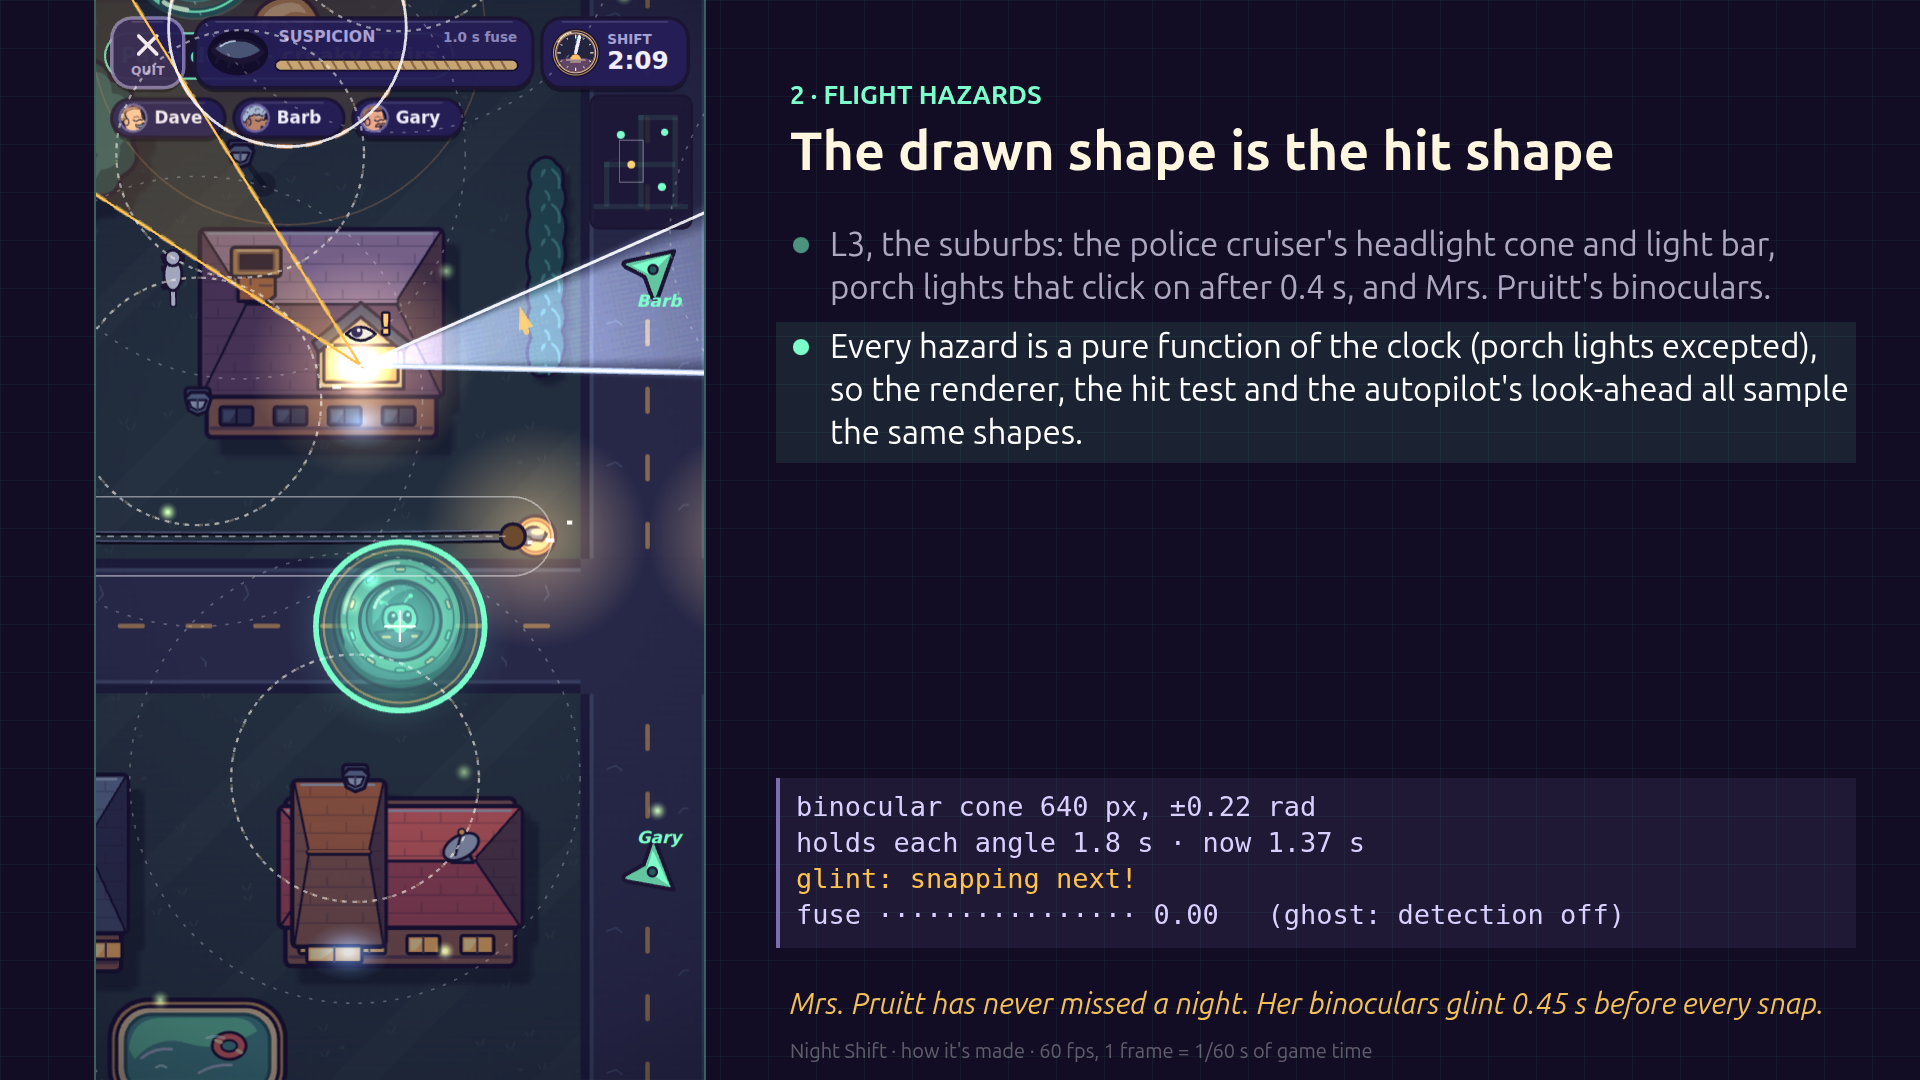 QUIT
SUSPICION
1.0 s fuse
SHIFT
2:09
Dave
Barb
Gary
Barb
!
Gary
2 · FLIGHT HAZARDS
The drawn shape is the hit shape
L3, the suburbs: the police cruiser's headlight cone and light bar,
porch lights that click on after 0.4 s, and Mrs. Pruitt's binoculars.
Every hazard is a pure function of the clock (porch lights excepted),
so the renderer, the hit test and the autopilot's look-ahead all sample
the same shapes.
binocular cone 640 px, ±0.22 rad
holds each angle 1.8 s · now 1.37 s
glint: snapping next!
fuse ················ 0.00 (ghost: detection off)
Mrs. Pruitt has never missed a night. Her binoculars glint 0.45 s before every snap.
Night Shift · how it's made · 60 fps, 1 frame = 1/60 s of game time